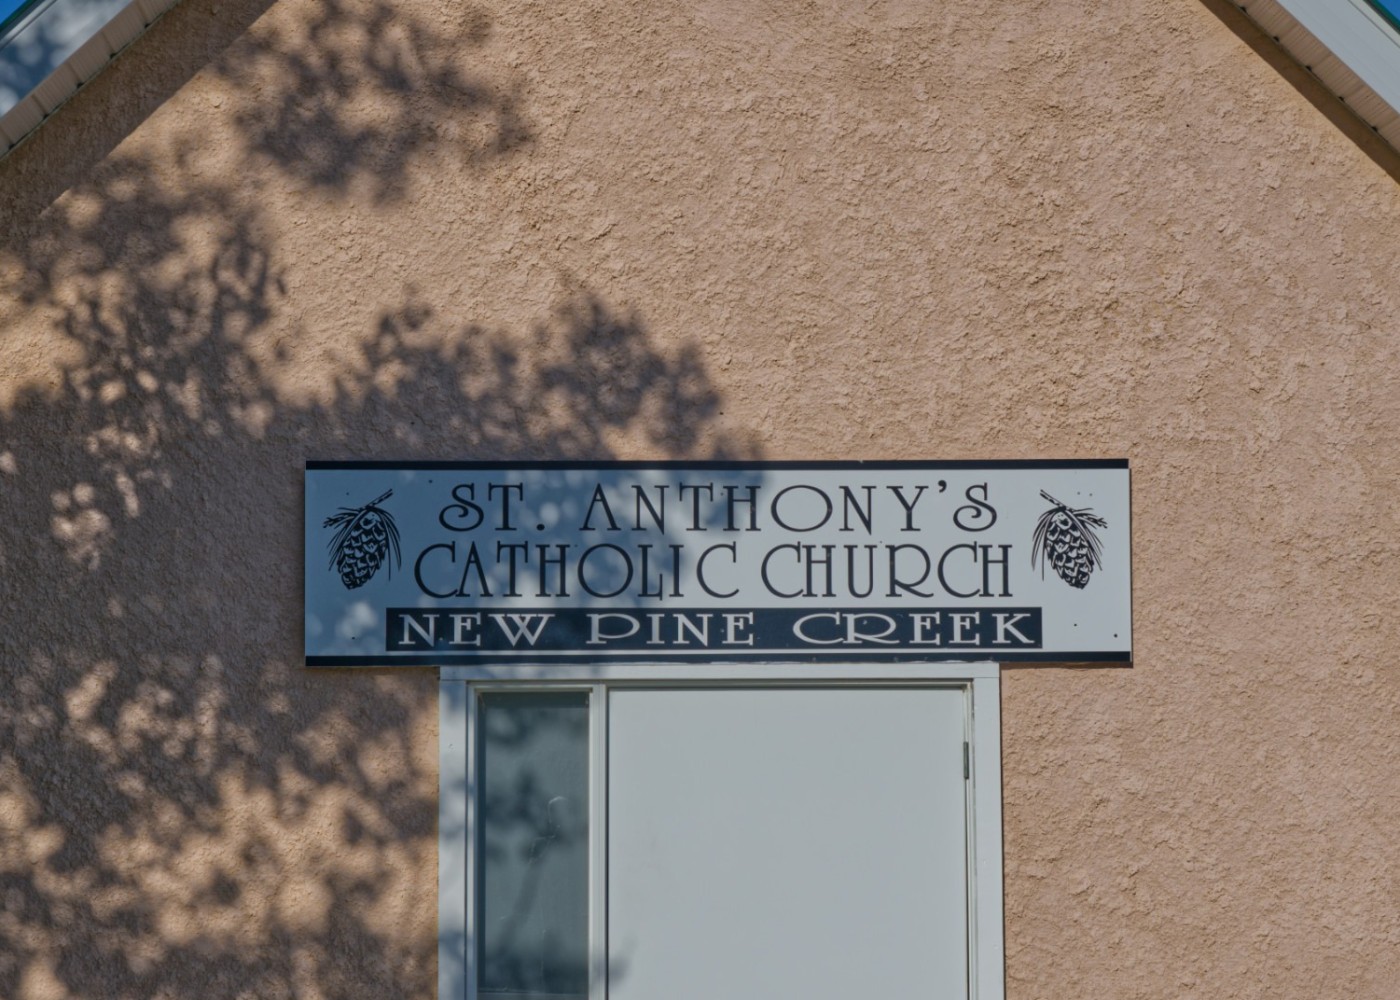 ST. ANTHONY'S
CATHOLIC CHURCH
NEW PINE CREEK